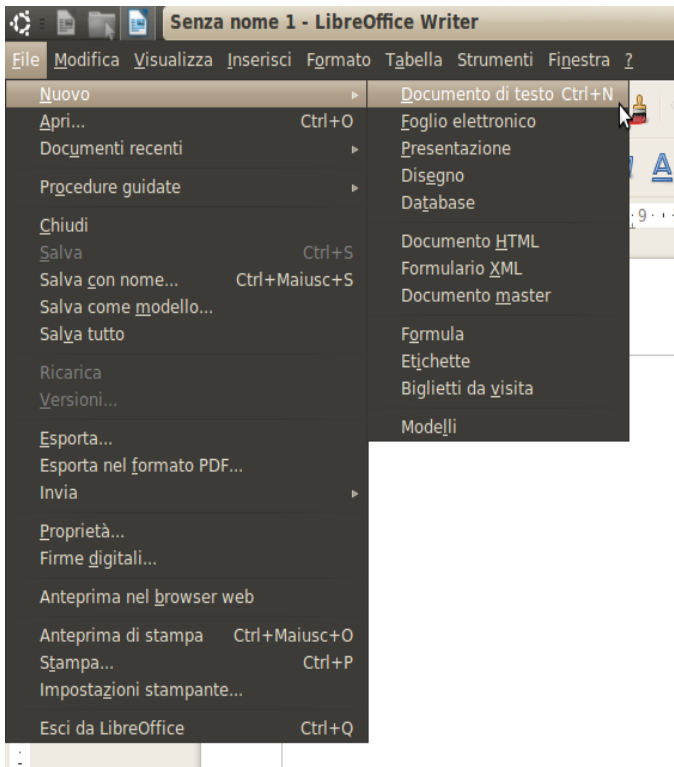 Senza nome 1 - LibreOffice Writer
File Modifica Visualizza Inserisci Formato Tabella Strumenti Finestra ?
Nuovo
Apri... Ctrl+O
Documenti recenti
Procedure guidate
Chiudi
Salva Ctrl+S
Salva con nome... Ctrl+Maiusc+S
Salva come modello...
Salva tutto
Ricarica
Versioni...
Esporta...
Esporta nel formato PDF...
Invia
Proprietà...
Firme digitali...
Anteprima nel browser web
Anteprima di stampa Ctrl+Maiusc+O
Stampa... Ctrl+P
Impostazioni stampante...
Esci da LibreOffice Ctrl+Q
Documento di testo Ctrl+N
Foglio elettronico
Presentazione
Disegno
Database
Documento HTML
Formulario XML
Documento master
Formula
Etichette
Biglietti da visita
Modelli
A
9